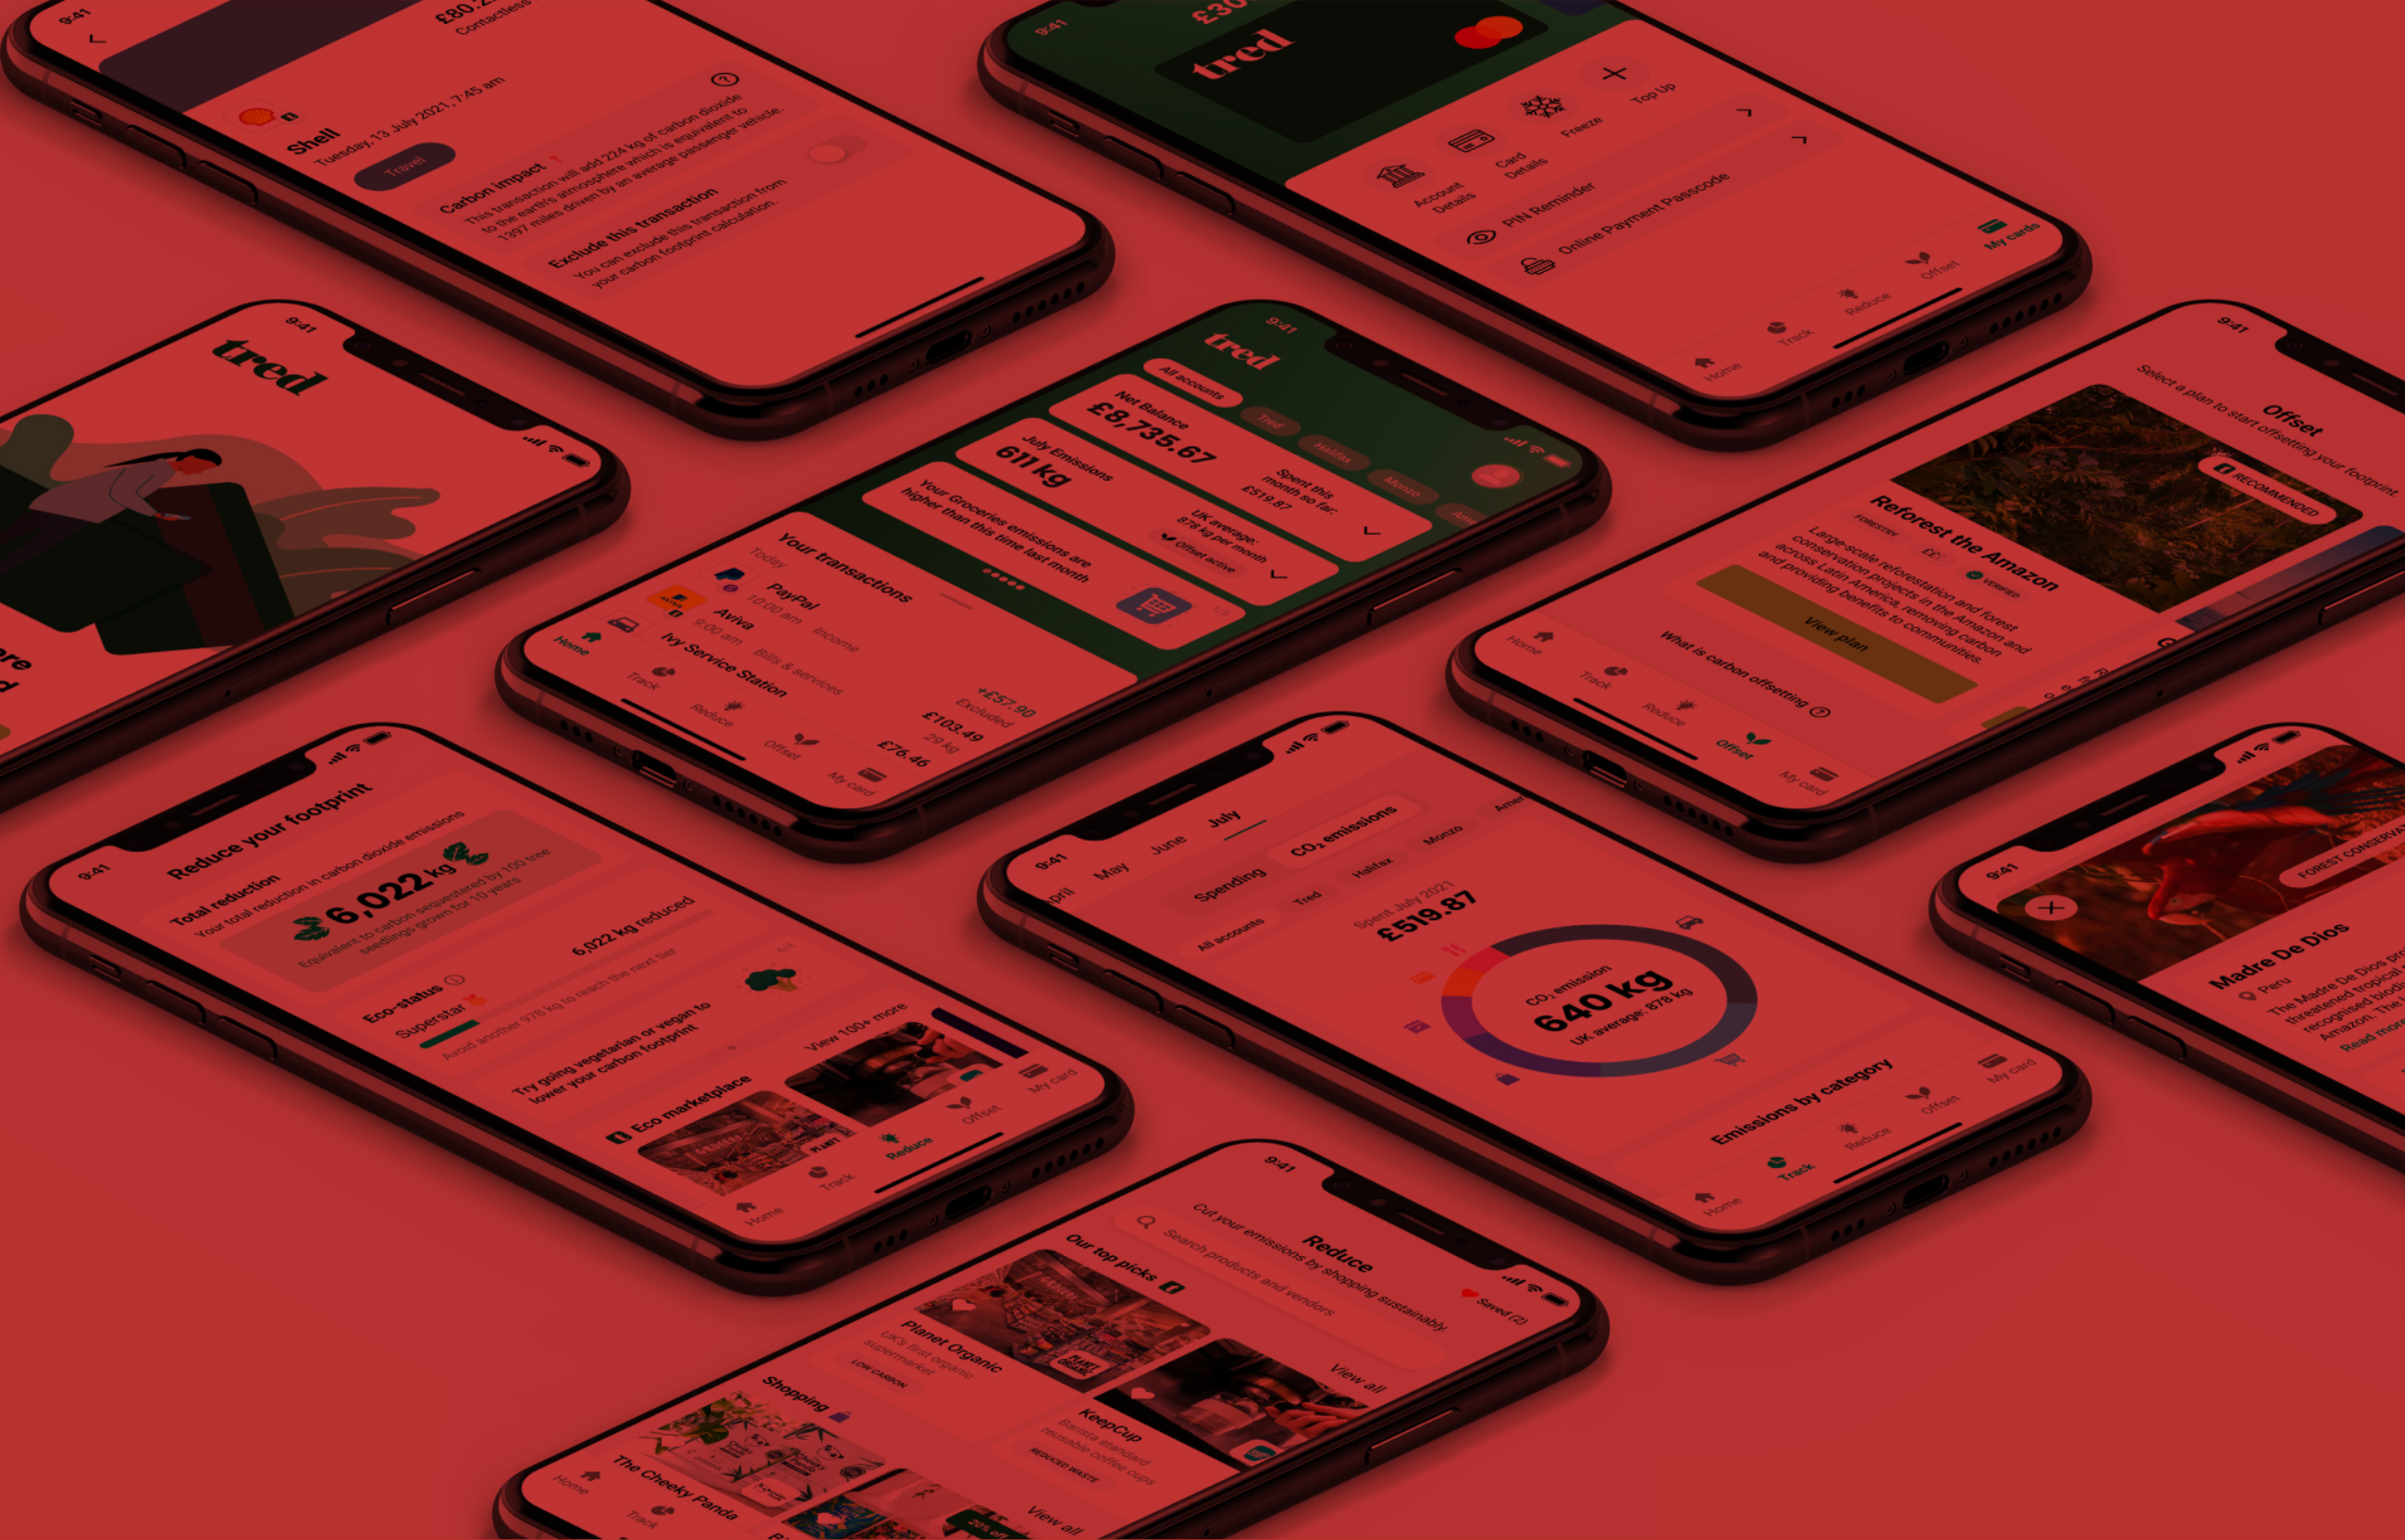 9:41
Contactless
Shell
Tuesday, 13 July 2021, 7:45 am
Travel
Carbon impact
This transaction will add 224 kg of carbon dioxide
to the earth's atmosphere which is equivalent to
1397 miles driven by an average passenger vehicle.
Exclude this transaction
You can exclude this transaction from
your carbon footprint calculation.
9:41
tred
Account
Details
Card
Details
Freeze
Top Up
PIN Reminder
Online Payment Passcode
Home
Track
Reduce
Offset
My cards
9:41
tred
9:41
tred
All accounts
Tred
Halifax
Monzo
Net Balance
£8,735.67
Spent this
month so far:
£519.87
July Emissions
611 kg
UK average:
878 kg per month
Offset active
Your Groceries emissions are
higher than this time last month
1/5
Your transactions
Today
PayPal
10:00 am Income
+£57.90
Excluded
AVIVA
Aviva
9:00 am Bills & services
£103.49
29 kg
Ivy Service Station
£76.46
Home
Track
Reduce
Offset
My card
9:41
Offset
Select a plan to start offsetting your footprint.
RECOMMENDED
Reforest the Amazon
FORESTRY
££
VERIFIED
Large-scale reforestation and forest
conservation projects in the Amazon and
across Latin America, removing carbon
and providing benefits to communities.
View plan
What is carbon offsetting
Home
Track
Reduce
Offset
My card
9:41
Reduce your footprint
Total reduction
Your total reduction in carbon dioxide emissions
6,022 kg
Equivalent to carbon sequestered by 100 tree
seedlings grown for 10 years
Eco-status
6,022 kg reduced
Superstar
Avoid another 978 kg to reach the next tier
4/8
Try going vegetarian or vegan to
lower your carbon footprint
Eco marketplace
View 100+ more
Home
Track
Reduce
Offset
My card
9:41
May
June
July
Spending
CO₂ emissions
All accounts
Tred
Halifax
Monzo
Spent July 2021
£519.87
CO₂ emission
640 kg
UK average: 878 kg
Emissions by category
Home
Track
Reduce
Offset
My card
9:41
FOREST
Madre De Dios
Peru
The Madre De Dios
threatened tropical
recognised
Amazon. The
Read more
9:41
Reduce
Cut your emissions by shopping sustainably.
Saved (2)
Search products and vendors
Our top picks
View all
PLANET
ORGANIC
Planet Organic
UK's first organic
supermarket
LOW CARBON
KeepCup
Barista standard
reusable coffee cups
REDUCED WASTE
Shopping
View all
The Cheeky Panda
20% off
Home
Track